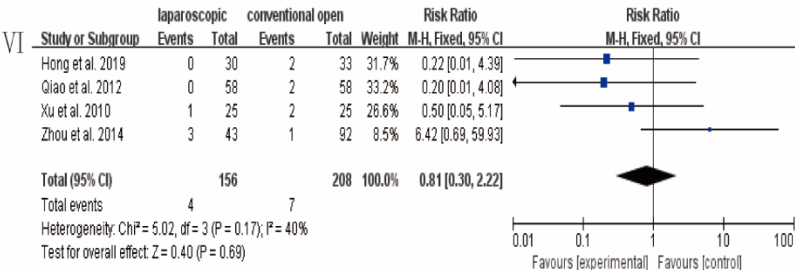 laparoscopic conventional open Risk Ratio Risk Ratio
VI Study or Subgroup Events Total Events Total Weight M-H, Fixed, 95% CI M-H, Fixed, 95% CI
Hong et al. 2019 0 30 2 33 31.7% 0.22 [0.01, 4.39]
Qiao et al. 2012 0 58 2 58 33.2% 0.20 [0.01, 4.08]
Xu et al. 2010 1 25 2 25 26.6% 0.50 [0.05, 5.17]
Zhou et al. 2014 3 43 1 92 8.5% 6.42 [0.69, 59.93]
Total (95% CI) 156 208 100.0% 0.81 [0.30, 2.22]
Total events 4 7
Heterogeneity: Chi² = 5.02, df = 3 (P = 0.17); I² = 40%
Test for overall effect: Z = 0.40 (P = 0.69)
0.01 0.1 1 10 100
Favours [experimental] Favours [control]